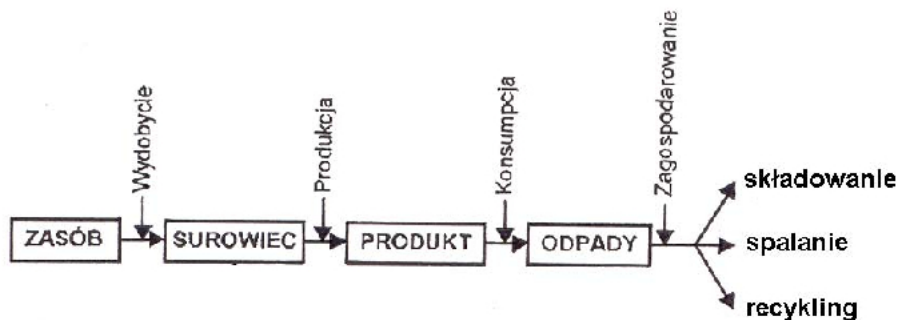 Wydobycie
Produkcja
Konsumpcja
Zagospodarowanie
ZASÓB
SUROWIEC
PRODUKT
ODPADY
składowanie
spalanie
recykling